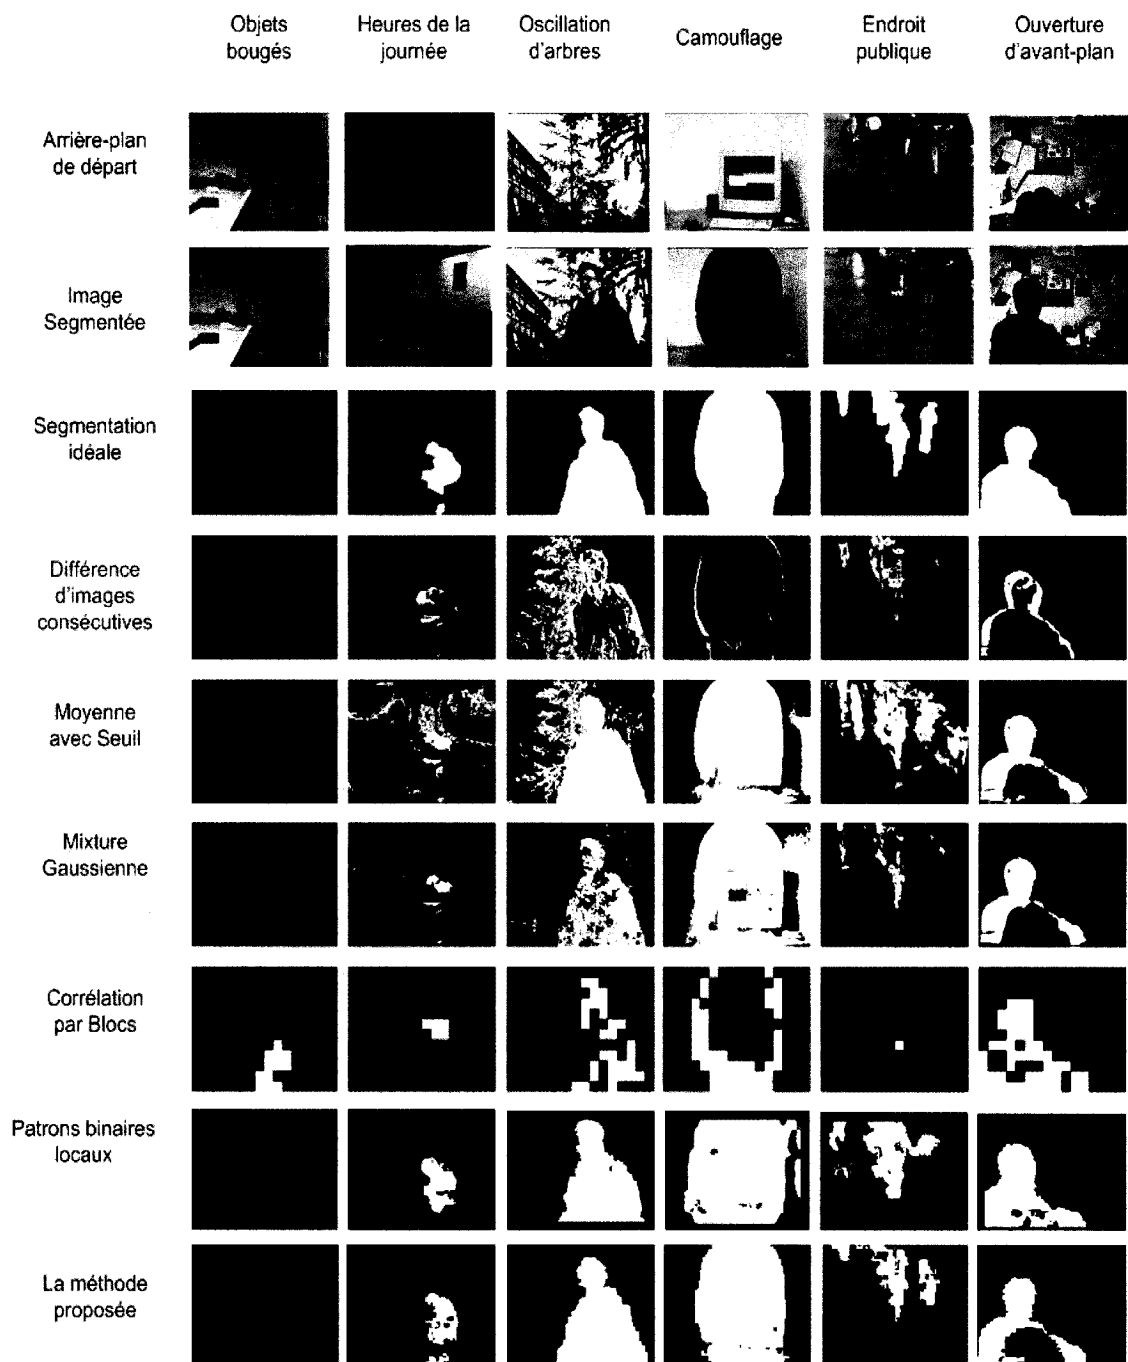 Objets
bougés
Heures de la
journée
Oscillation
d'arbres
Camouflage
Endroit
publique
Ouverture
d'avant-plan
Arrière-plan
de départ
Image
Segmentée
Segmentation
idéale
Différence
d'images
consécutives
Moyenne
avec Seuil
Mixture
Gaussienne
Corrélation
par Blocs
Patrons binaires
locaux
La méthode
proposée